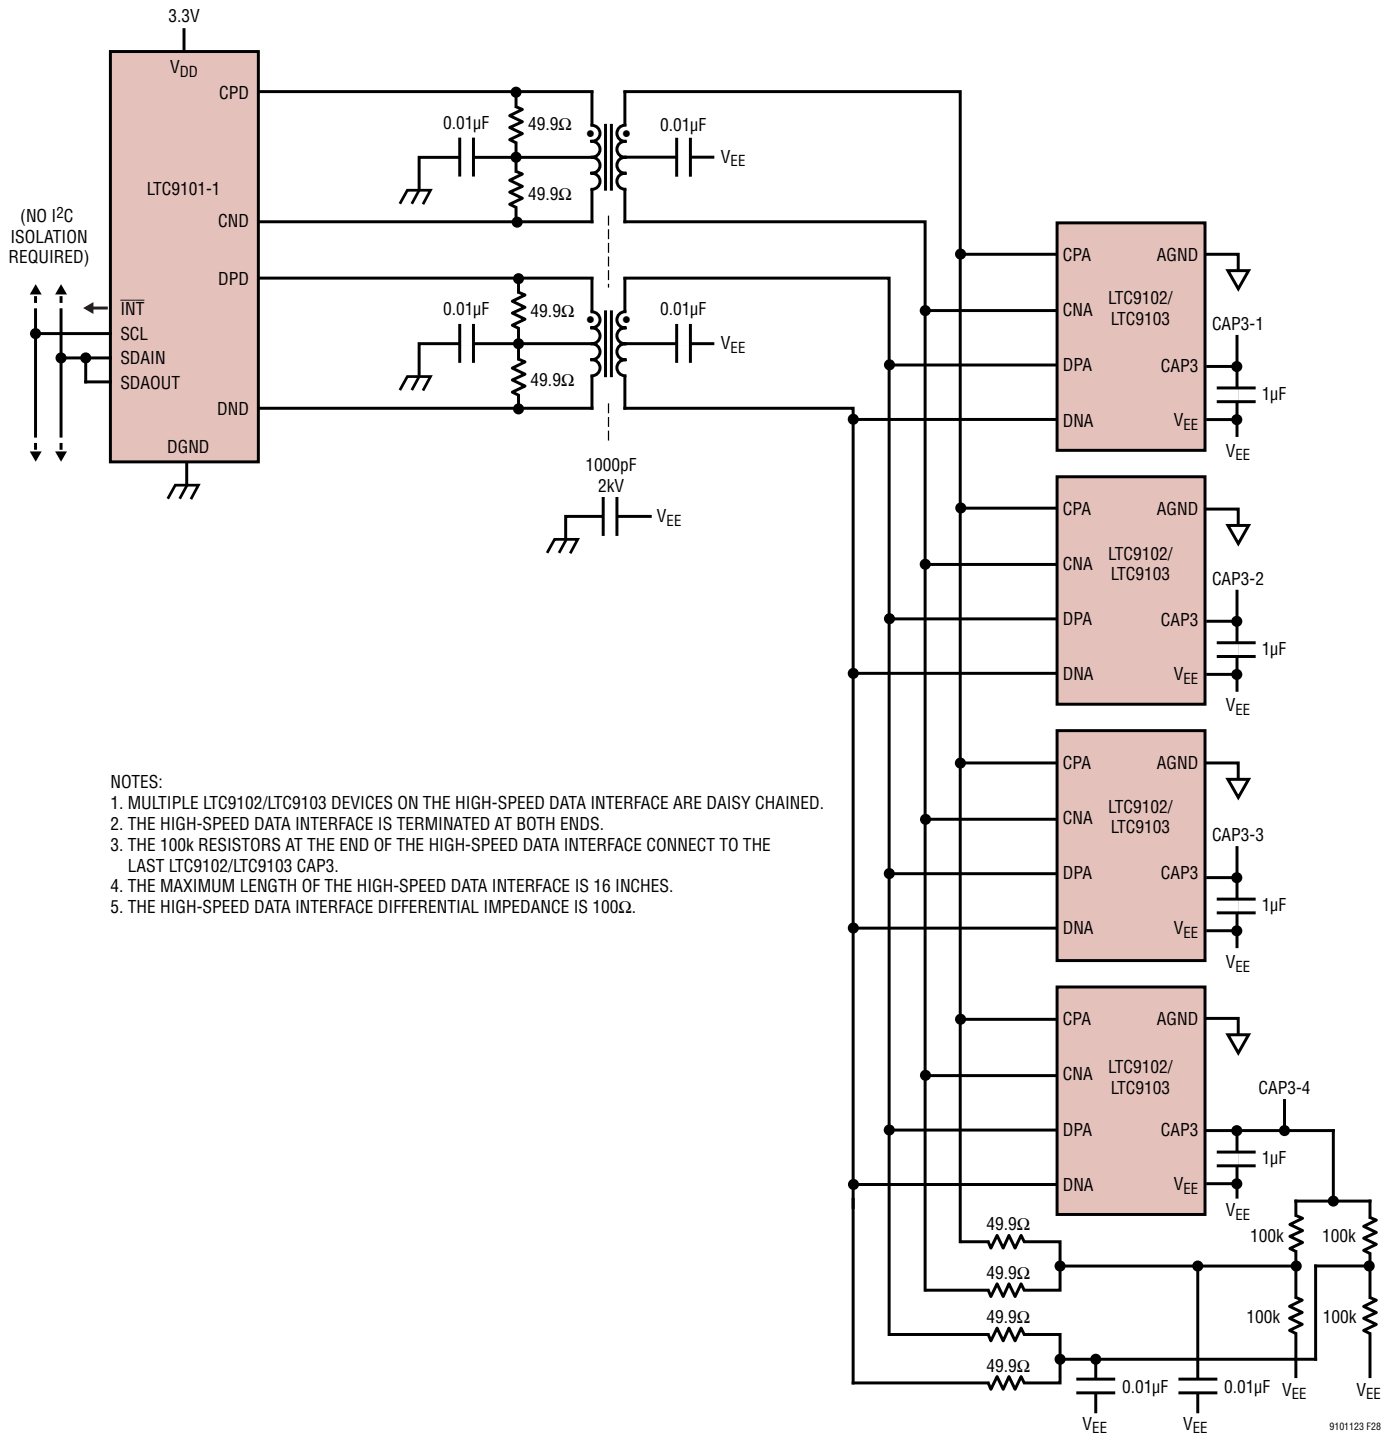 3.3V
VDD
CPD
LTC9101-1
CND
DPD
INT
SCL
SDAIN
SDAOUT
DND
DGND
(NO I2C
ISOLATION
REQUIRED)
0.01µF
49.9Ω
49.9Ω
0.01µF
VEE
0.01µF
49.9Ω
49.9Ω
0.01µF
VEE
1000pF
2kV
VEE
CPA
AGND
LTC9102/
LTC9103
CNA
CAP3-1
DPA
CAP3
1µF
DNA
VEE
VEE
CPA
AGND
LTC9102/
LTC9103
CNA
CAP3-2
DPA
CAP3
1µF
DNA
VEE
VEE
CPA
AGND
LTC9102/
LTC9103
CNA
CAP3-3
DPA
CAP3
1µF
DNA
VEE
VEE
CPA
AGND
LTC9102/
LTC9103
CNA
CAP3-4
DPA
CAP3
1µF
DNA
VEE
VEE
NOTES:
1. MULTIPLE LTC9102/LTC9103 DEVICES ON THE HIGH-SPEED DATA INTERFACE ARE DAISY CHAINED.
2. THE HIGH-SPEED DATA INTERFACE IS TERMINATED AT BOTH ENDS.
3. THE 100k RESISTORS AT THE END OF THE HIGH-SPEED DATA INTERFACE CONNECT TO THE
LAST LTC9102/LTC9103 CAP3.
4. THE MAXIMUM LENGTH OF THE HIGH-SPEED DATA INTERFACE IS 16 INCHES.
5. THE HIGH-SPEED DATA INTERFACE DIFFERENTIAL IMPEDANCE IS 100Ω.
49.9Ω
100k
100k
49.9Ω
49.9Ω
100k
100k
49.9Ω
0.01µF
0.01µF
VEE
VEE
VEE
VEE
9101123 F28